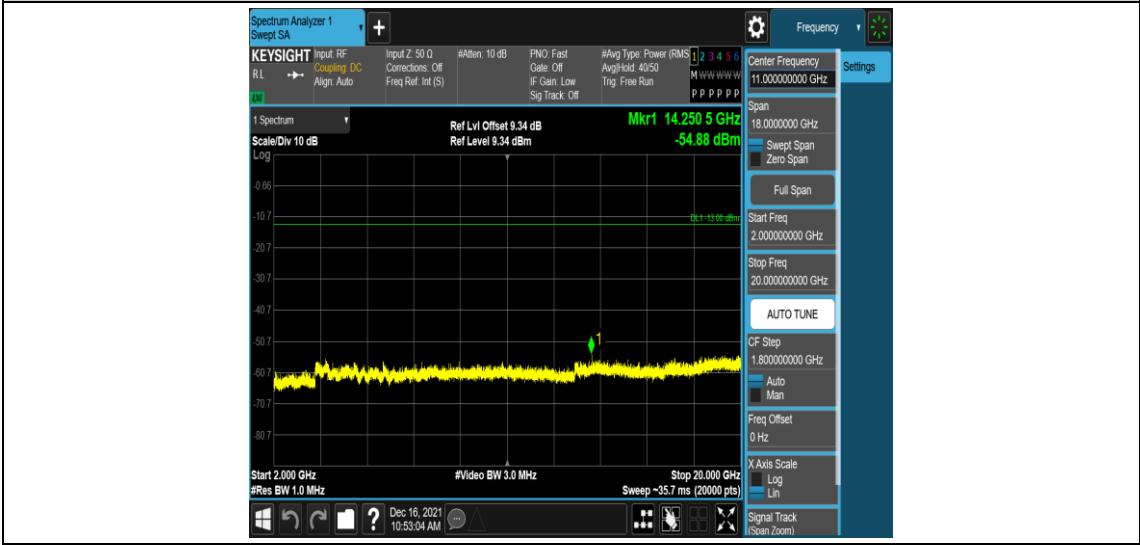 Spectrum Analyzer 1
Swept SA
+
Frequency
KEYSIGHT
RL
LM
Input: RF
Coupling: DC
Align: Auto
Input Z: 50 Ω
Corrections: Off
Freq Ref: Int (S)
#Atten: 10 dB
PNO: Fast
Gate: Off
IF Gain: Low
Sig Track: Off
#Avg Type: Power (RMS
Avg|Hold: 40/50
Trig: Free Run
1 2 3 4 5 6
M W W W W W
P P P P P P
1 Spectrum
Scale/Div 10 dB
Log
Ref Lvl Offset 9.34 dB
Ref Level 9.34 dBm
Mkr1 14.250 5 GHz
-54.88 dBm
-0.66
-10.7
DL1 -13.00 dBm
-20.7
-30.7
-40.7
-50.7
1
-60.7
-70.7
-80.7
Start 2.000 GHz
#Res BW 1.0 MHz
#Video BW 3.0 MHz
Stop 20.000 GHz
Sweep ~35.7 ms (20000 pts)
?
Dec 16, 2021
10:53:04 AM
Center Frequency
11.000000000 GHz
Settings
Span
18.0000000 GHz
Swept Span
Zero Span
Full Span
Start Freq
2.000000000 GHz
Stop Freq
20.000000000 GHz
AUTO TUNE
CF Step
1.800000000 GHz
Auto
Man
Freq Offset
0 Hz
X Axis Scale
Log
Lin
Signal Track
(Span Zoom)